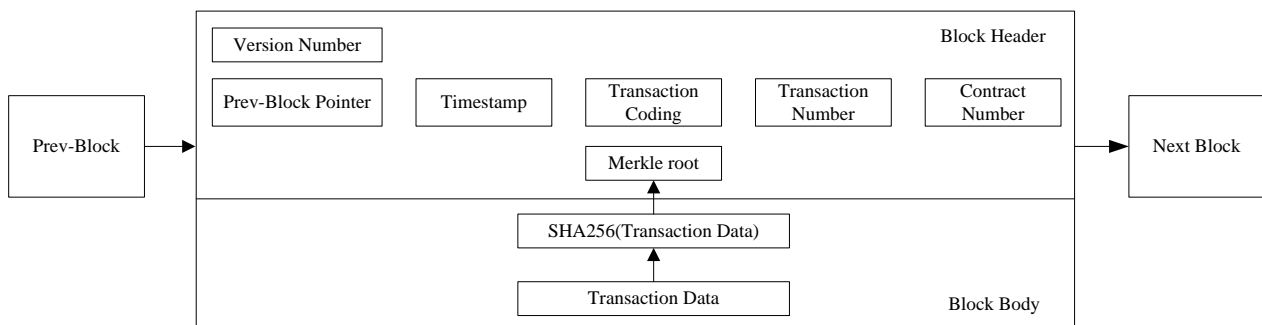 Block Header
Version Number
Prev-Block Pointer
Timestamp
Transaction
Coding
Transaction
Number
Contract
Number
Prev-Block
Next Block
Merkle root
SHA256(Transaction Data)
Transaction Data
Block Body